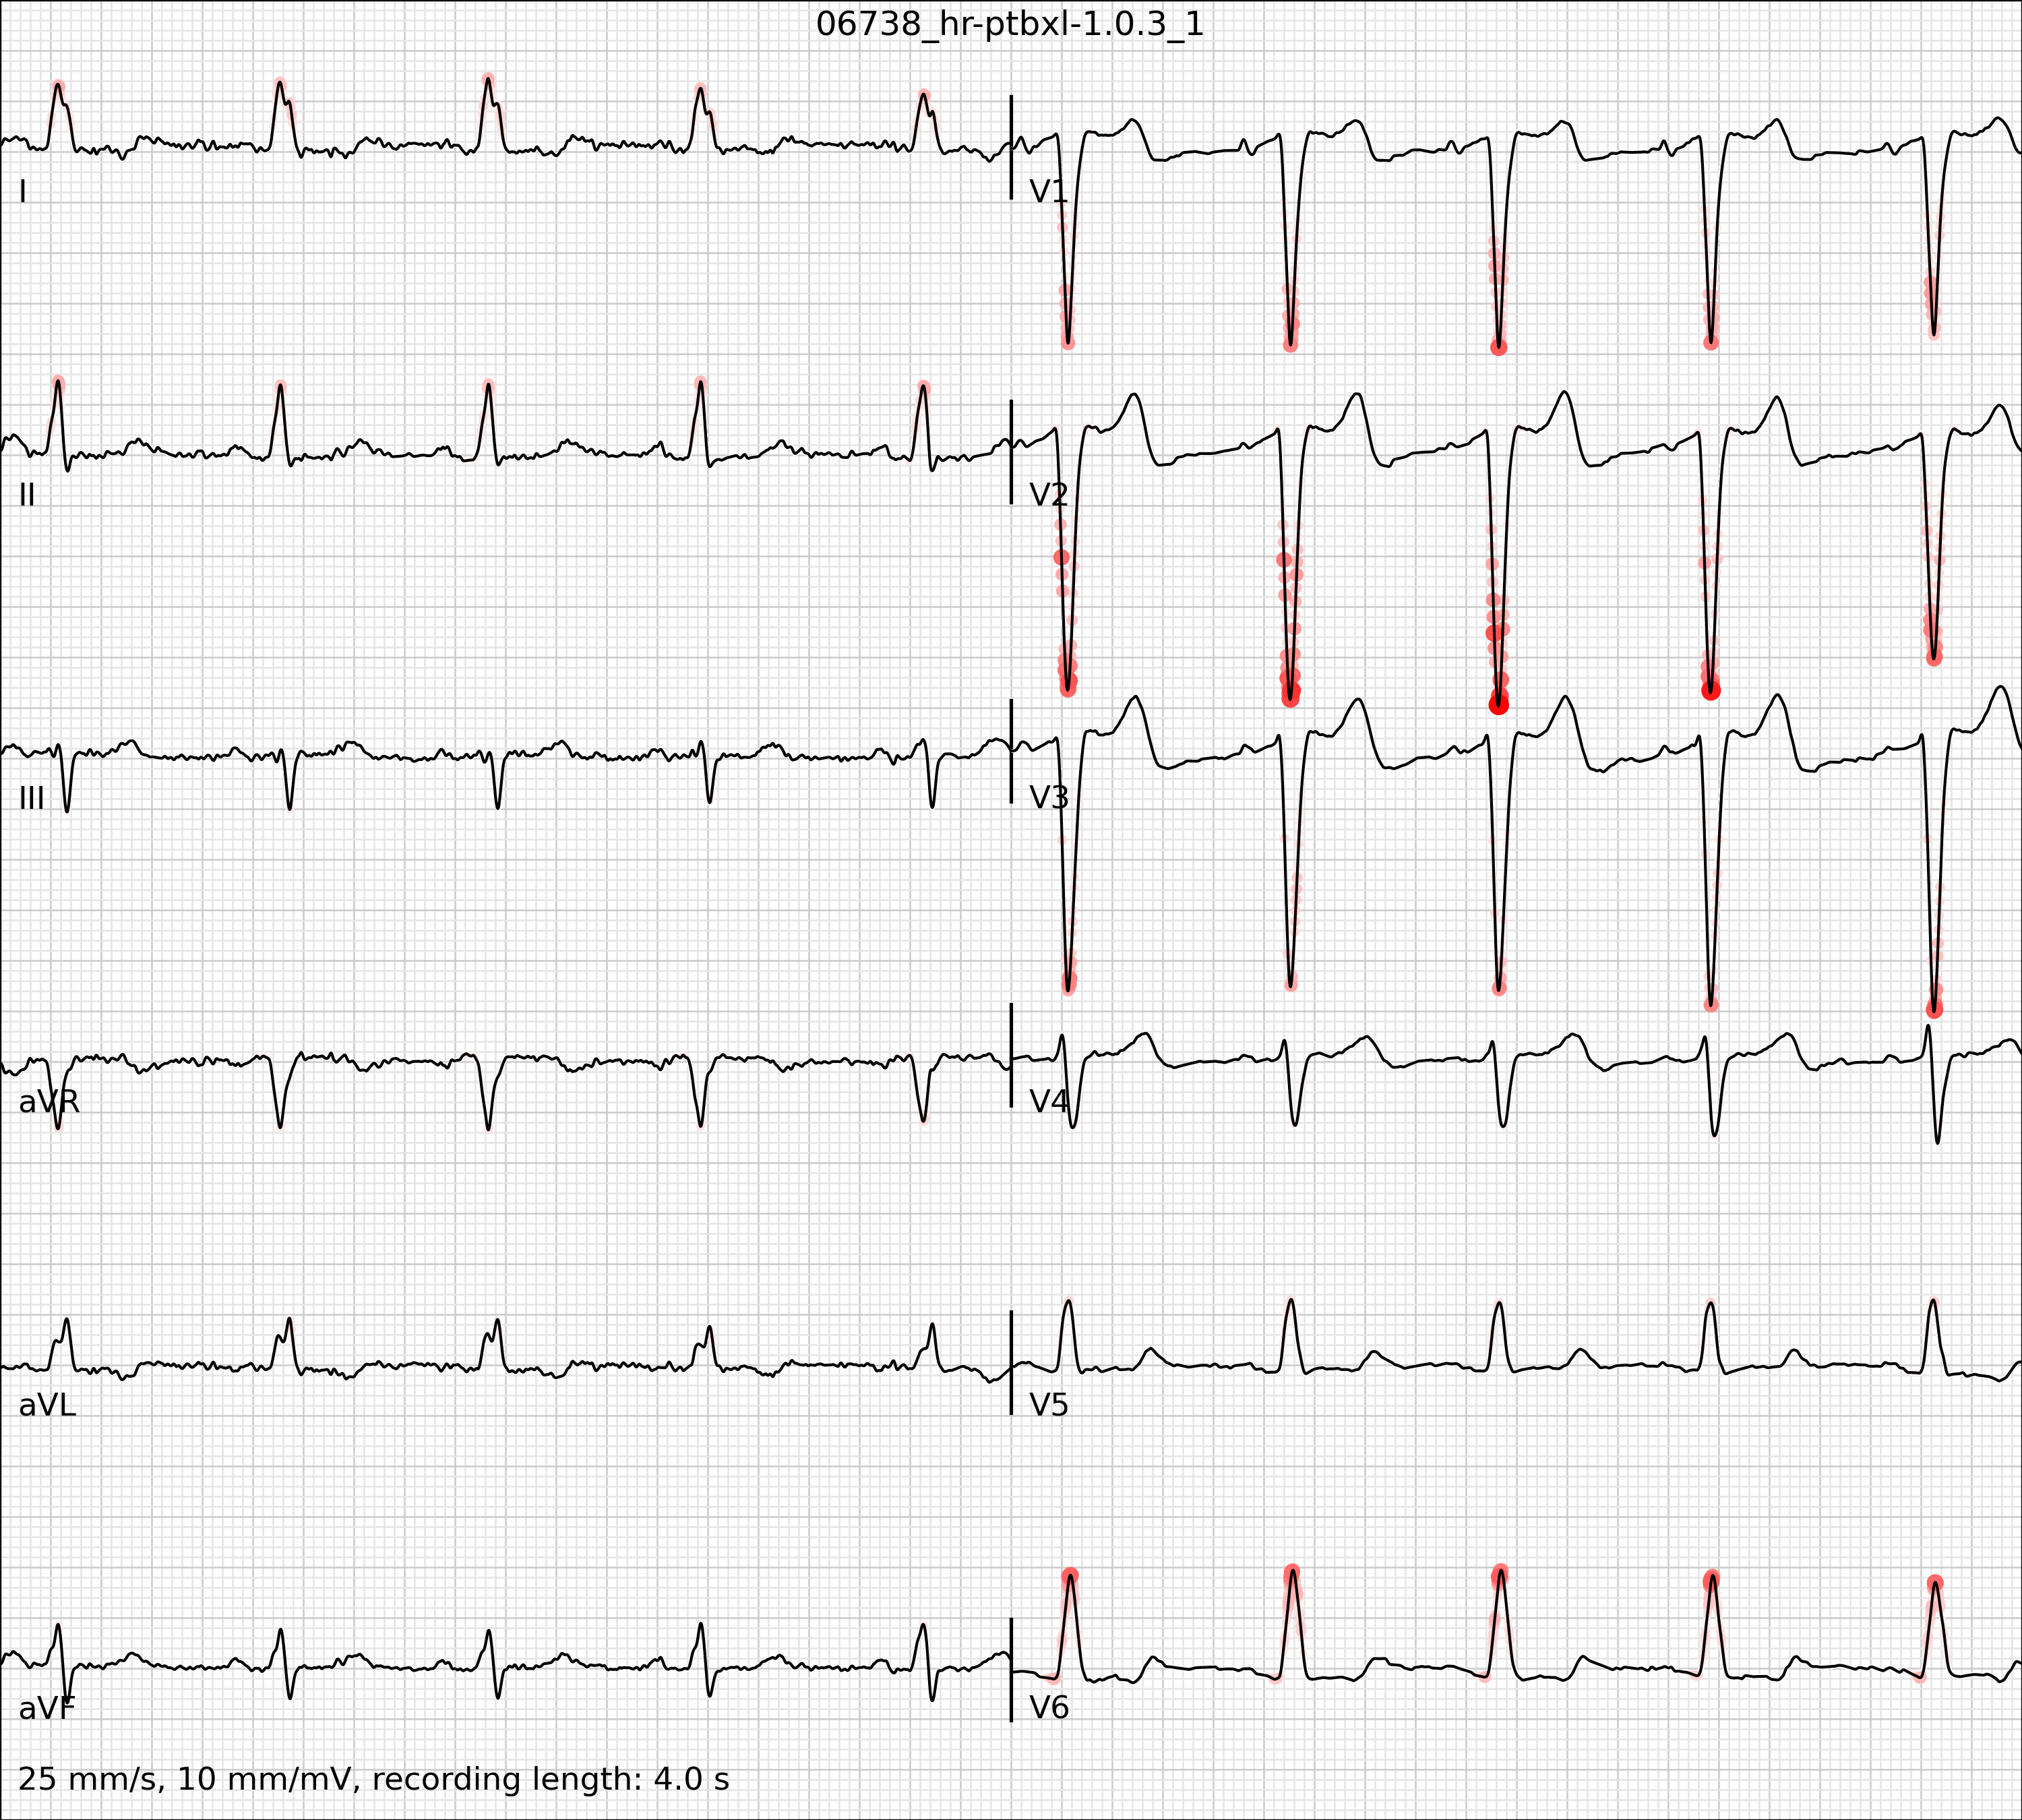 06738_hr-ptbxl-1.0.3_1
I
V1
II
V2
III
V3
aVR
V4
aVL
V5
aVF
V6
25 mm/s, 10 mm/mV, recording length: 4.0 s